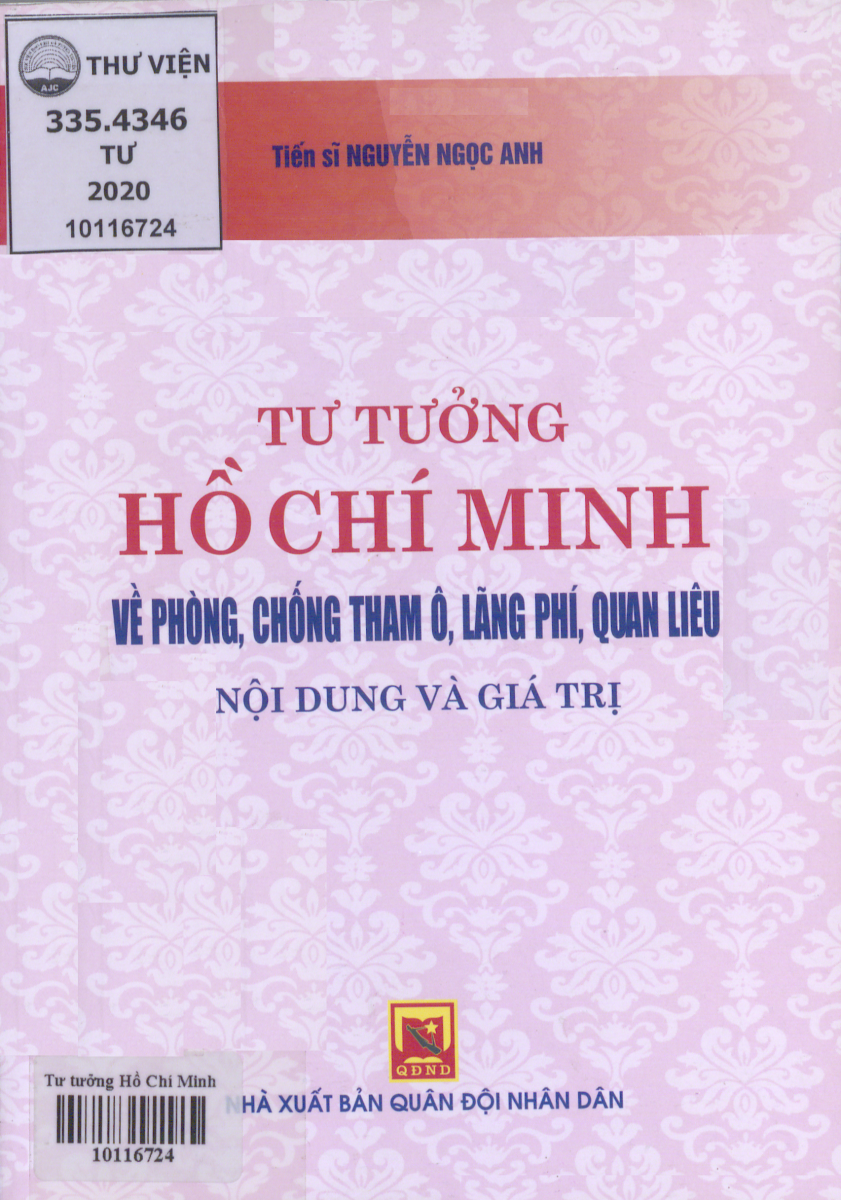 THƯ VIỆN
AJC
335.4346
TƯ
2020
10116724
Tiến sĩ NGUYỄN NGỌC ANH
TƯ TƯỞNG
HỒ CHÍ MINH
VỀ PHÒNG, CHỐNG THAM Ô, LÃNG PHÍ, QUAN LIÊU
NỘI DUNG VÀ GIÁ TRỊ
QĐND
NHÀ XUẤT BẢN QUÂN ĐỘI NHÂN DÂN
Tư tưởng Hồ Chí Minh
10116724